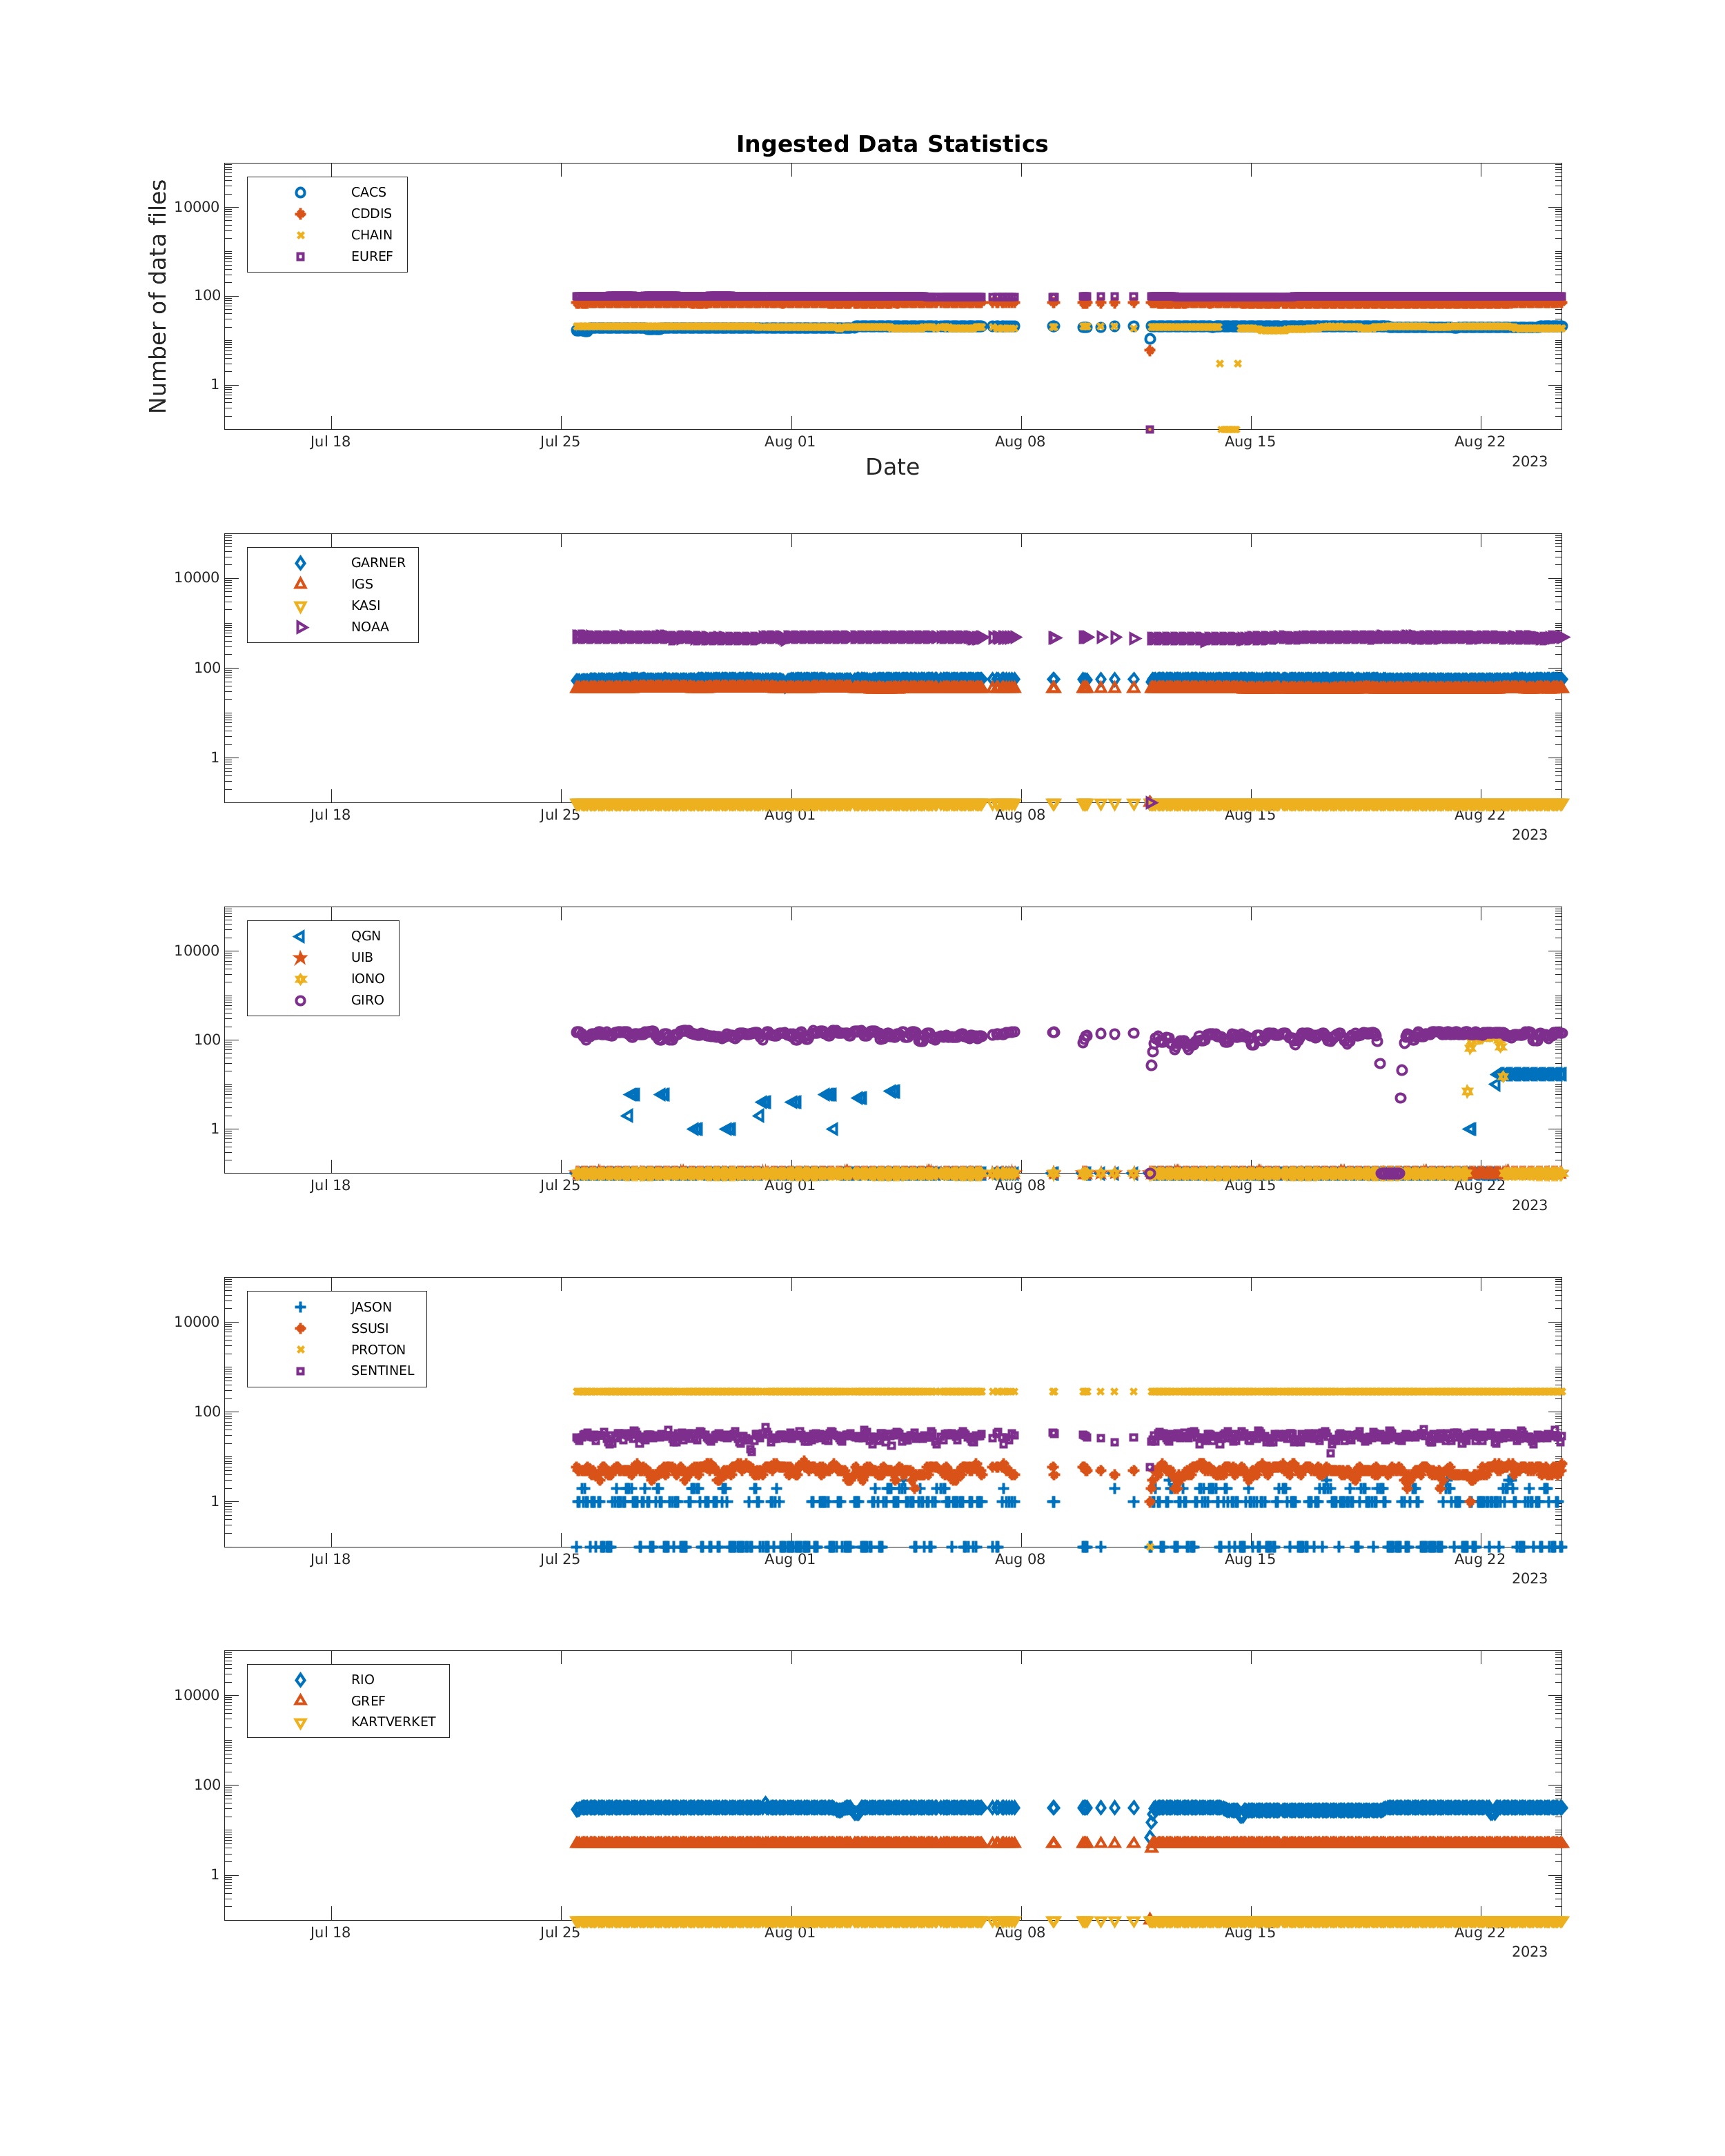 Ingested Data Statistics
Number of data files
10000
100
1
CACS
CDDIS
CHAIN
EUREF
Jul 18
Jul 25
Aug 01
Aug 08
Aug 15
Aug 22
2023
Date
10000
100
1
GARNER
IGS
KASI
NOAA
Jul 18
Jul 25
Aug 01
Aug 08
Aug 15
Aug 22
2023
10000
100
1
QGN
UIB
IONO
GIRO
Jul 18
Jul 25
Aug 01
Aug 08
Aug 15
Aug 22
2023
10000
100
1
JASON
SSUSI
PROTON
SENTINEL
Jul 18
Jul 25
Aug 01
Aug 08
Aug 15
Aug 22
2023
10000
100
1
RIO
GREF
KARTVERKET
Jul 18
Jul 25
Aug 01
Aug 08
Aug 15
Aug 22
2023